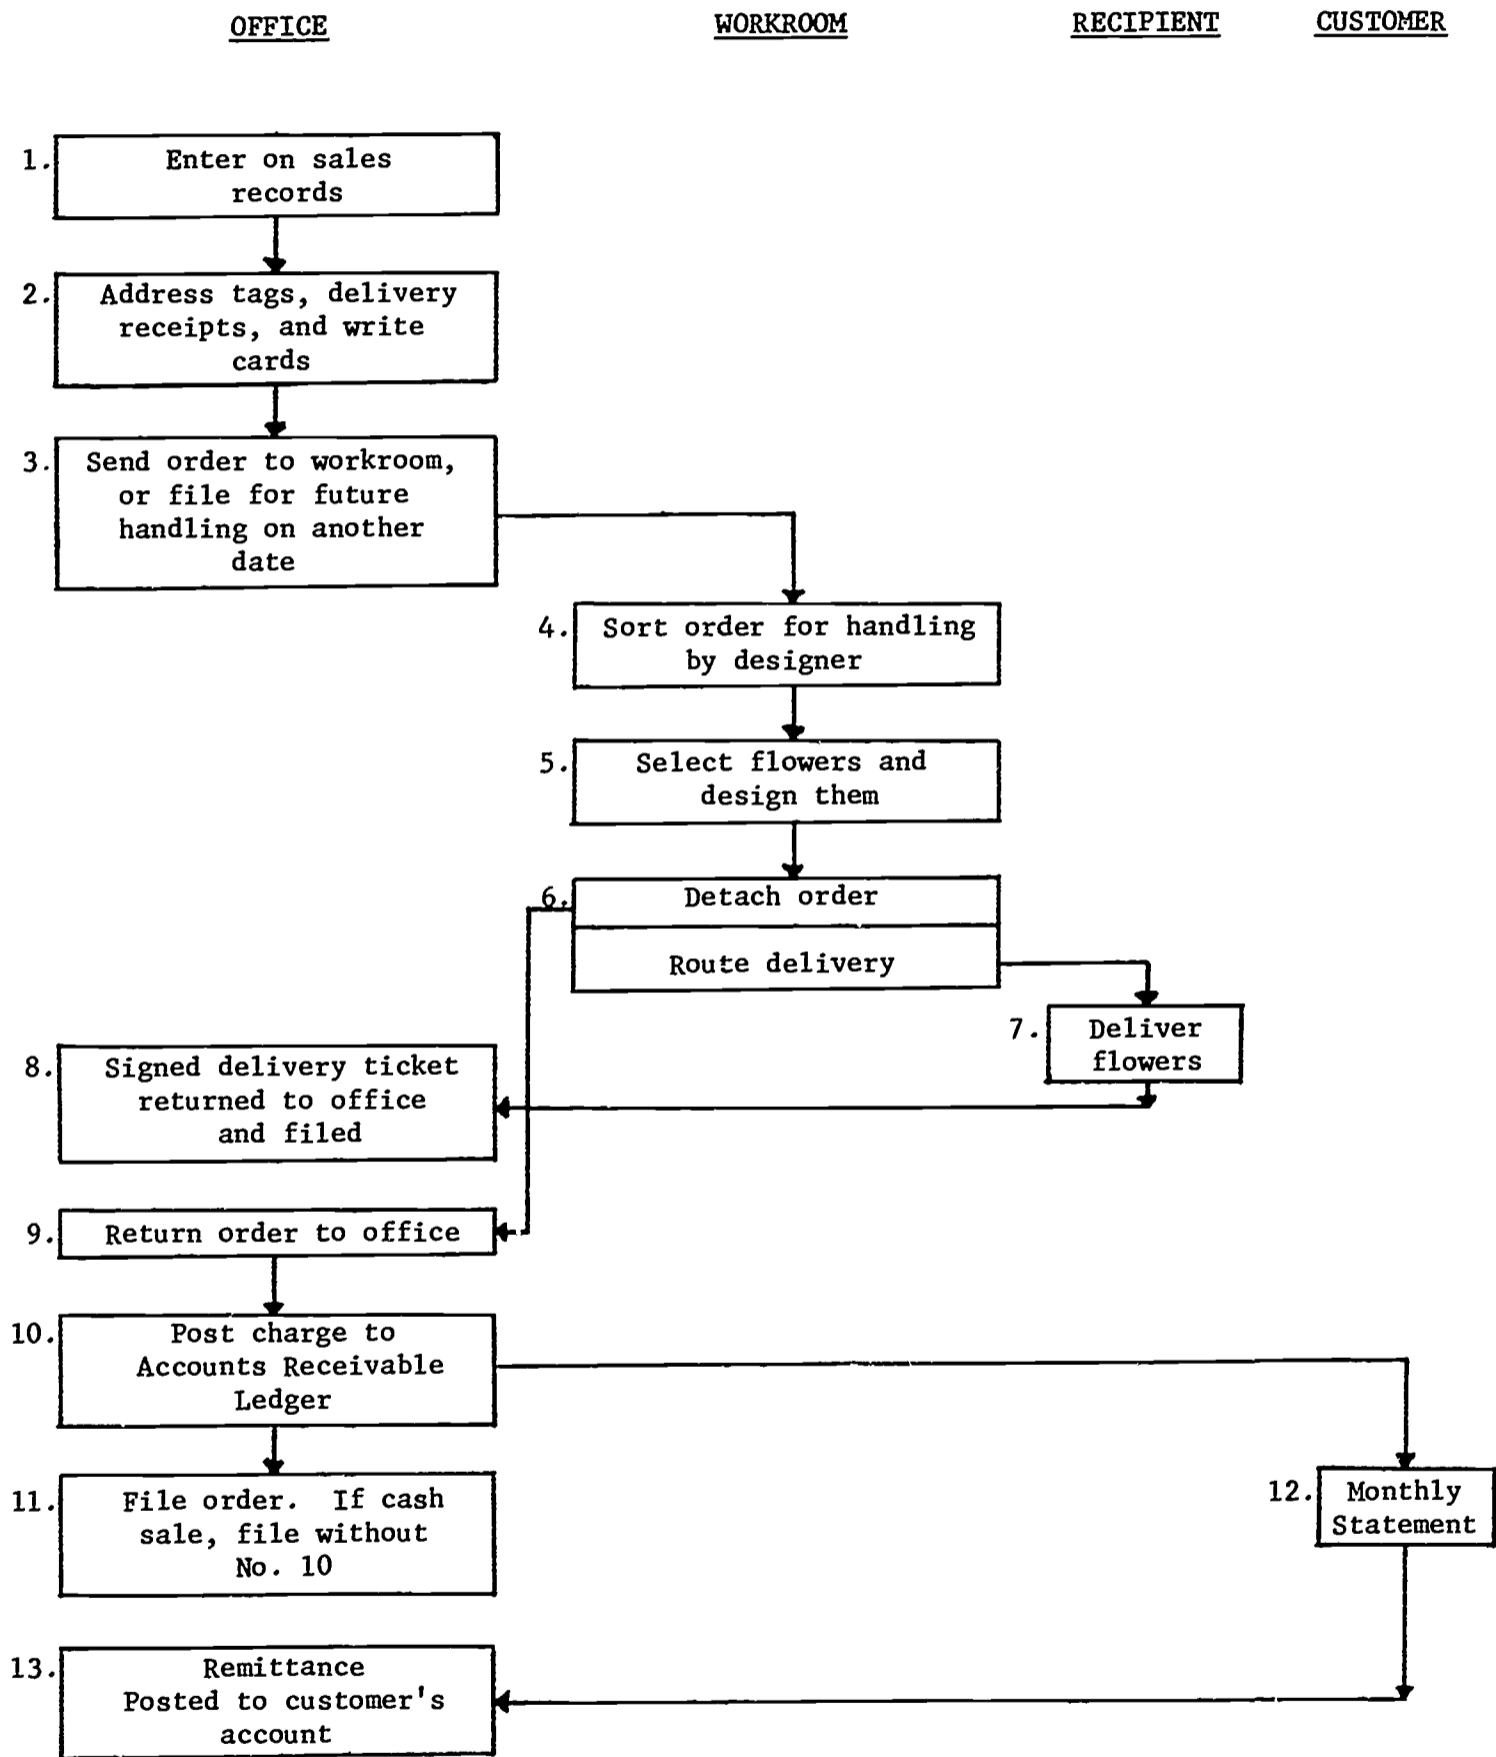 OFFICE WORKROOM RECIPIENT CUSTOMER
1. Enter on sales
records
2. Address tags, delivery
receipts, and write
cards
3. Send order to workroom,
or file for future
handling on another
date
4. Sort order for handling
by designer
5. Select flowers and
design them
6. Detach order
Route delivery
7. Deliver
flowers
8. Signed delivery ticket
returned to office
and filed
9. Return order to office
10. Post charge to
Accounts Receivable
Ledger
11. File order. If cash
sale, file without
No. 10
12. Monthly
Statement
13. Remittance
Posted to customer's
account